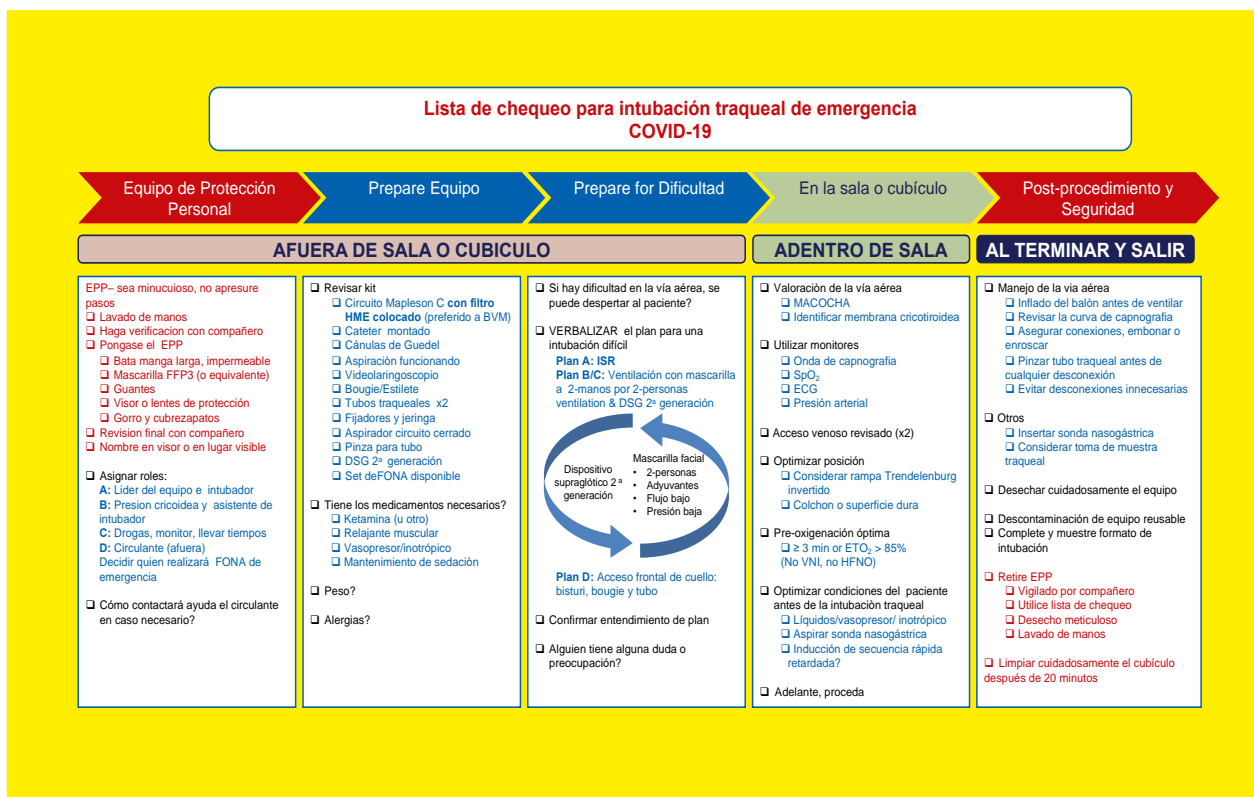 Lista de chequeo para intubación traqueal de emergencia
COVID-19
Equipo de Protección
Personal
Prepare Equipo
Prepare for Dificultad
En la sala o cubículo
Post-procedimiento y
Seguridad
AFUERA DE SALA O CUBICULO
ADENTRO DE SALA
AL TERMINAR Y SALIR
EPP– sea minucuioso, no apresure
pasos
❑ Lavado de manos
❑ Haga verificacion con compañero
❑ Pongase el EPP
❑ Bata manga larga, impermeable
❑ Mascarilla FFP3 (o equivalente)
❑ Guantes
❑ Visor o lentes de protección
❑ Gorro y cubrezapatos
❑ Revision final con compañero
❑ Nombre en visor o en lugar visible
❑ Asignar roles:
A: Lider del equipo e intubador
B: Presion cricoidea y asistente de
intubador
C: Drogas, monitor, llevar tiempos
D: Circulante (afuera)
Decidir quien realizará FONA de
emergencia
❑ Cómo contactará ayuda el circulante
en caso necesario?
❑ Revisar kit
❑ Circuito Mapleson C con filtro
HME colocado (preferido a BVM)
❑ Cateter montado
❑ Cánulas de Guedel
❑ Aspiraciòn funcionando
❑ Videolaringoscopio
❑ Bougie/Estilete
❑ Tubos traqueales x2
❑ Fijadores y jeringa
❑ Aspirador circuito cerrado
❑ Pinza para tubo
❑ DSG 2ª generación
❑ Set deFONA disponible
❑ Tiene los medicamentos necesarios?
❑ Ketamina (u otro)
❑ Relajante muscular
❑ Vasopresor/inotrópico
❑ Mantenimiento de sedaciòn
❑ Peso?
❑ Alergias?
❑ Si hay dificultad en la vía aérea, se
puede despertar al paciente?
❑ VERBALIZAR el plan para una
intubación difícil
Plan A: ISR
Plan B/C: Ventilación con mascarilla
a 2-manos por 2-personas
ventilation & DSG 2ª generación
Dispositivo
supraglótico 2 ª
generación
Mascarilla facial
• 2-personas
• Adyuvantes
• Flujo bajo
• Presión baja
Plan D: Acceso frontal de cuello:
bisturi, bougie y tubo
❑ Confirmar entendimiento de plan
❑ Alguien tiene alguna duda o
preocupación?
❑ Valoraciòn de la vía aérea
❑ MACOCHA
❑ Identificar membrana cricotiroidea
❑ Utilizar monitores
❑ Onda de capnografia
❑ SpO₂
❑ ECG
❑ Presión arterial
❑ Acceso venoso revisado (x2)
❑ Optimizar posición
❑ Considerar rampa Trendelenburg
invertido
❑ Colchon o superficie dura
❑ Pre-oxigenación óptima
❑ ≥ 3 min or ETO₂ > 85%
(No VNI, no HFNO)
❑ Optimizar condiciones del paciente
antes de la intubaciòn traqueal
❑ Líquidos/vasopresor/ inotrópico
❑ Aspirar sonda nasogástrica
❑ Inducción de secuencia rápida
retardada?
❑ Adelante, proceda
❑ Manejo de la via aérea
❑ Inflado del balòn antes de ventilar
❑ Revisar la curva de capnografia
❑ Asegurar conexiones, embonar o
enroscar
❑ Pinzar tubo traqueal antes de
cualquier desconexión
❑ Evitar desconexiones innecesarias
❑ Otros
❑ Insertar sonda nasogástrica
❑ Considerar toma de muestra
traqueal
❑ Desechar cuidadosamente el equipo
❑ Descontaminación de equipo reusable
❑ Complete y muestre formato de
intubación
❑ Retire EPP
❑ Vigilado por compañero
❑ Utilice lista de chequeo
❑ Desecho meticuloso
❑ Lavado de manos
❑ Limpiar cuidadosamente el cubículo
después de 20 minutos